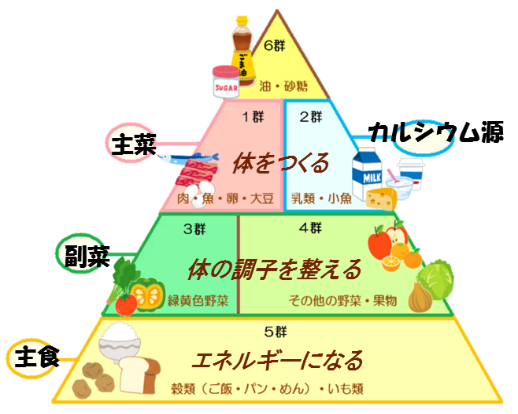 6群
ごま油
SUGAR
油・砂糖
1群
2群
主菜
カルシウム源
体をつくる
MILK
肉・魚・卵・大豆
乳類・小魚
3群
4群
副菜
体の調子を整える
緑黄色野菜
その他の野菜・果物
5群
主食
エネルギーになる
穀類（ご飯・パン・めん）・いも類